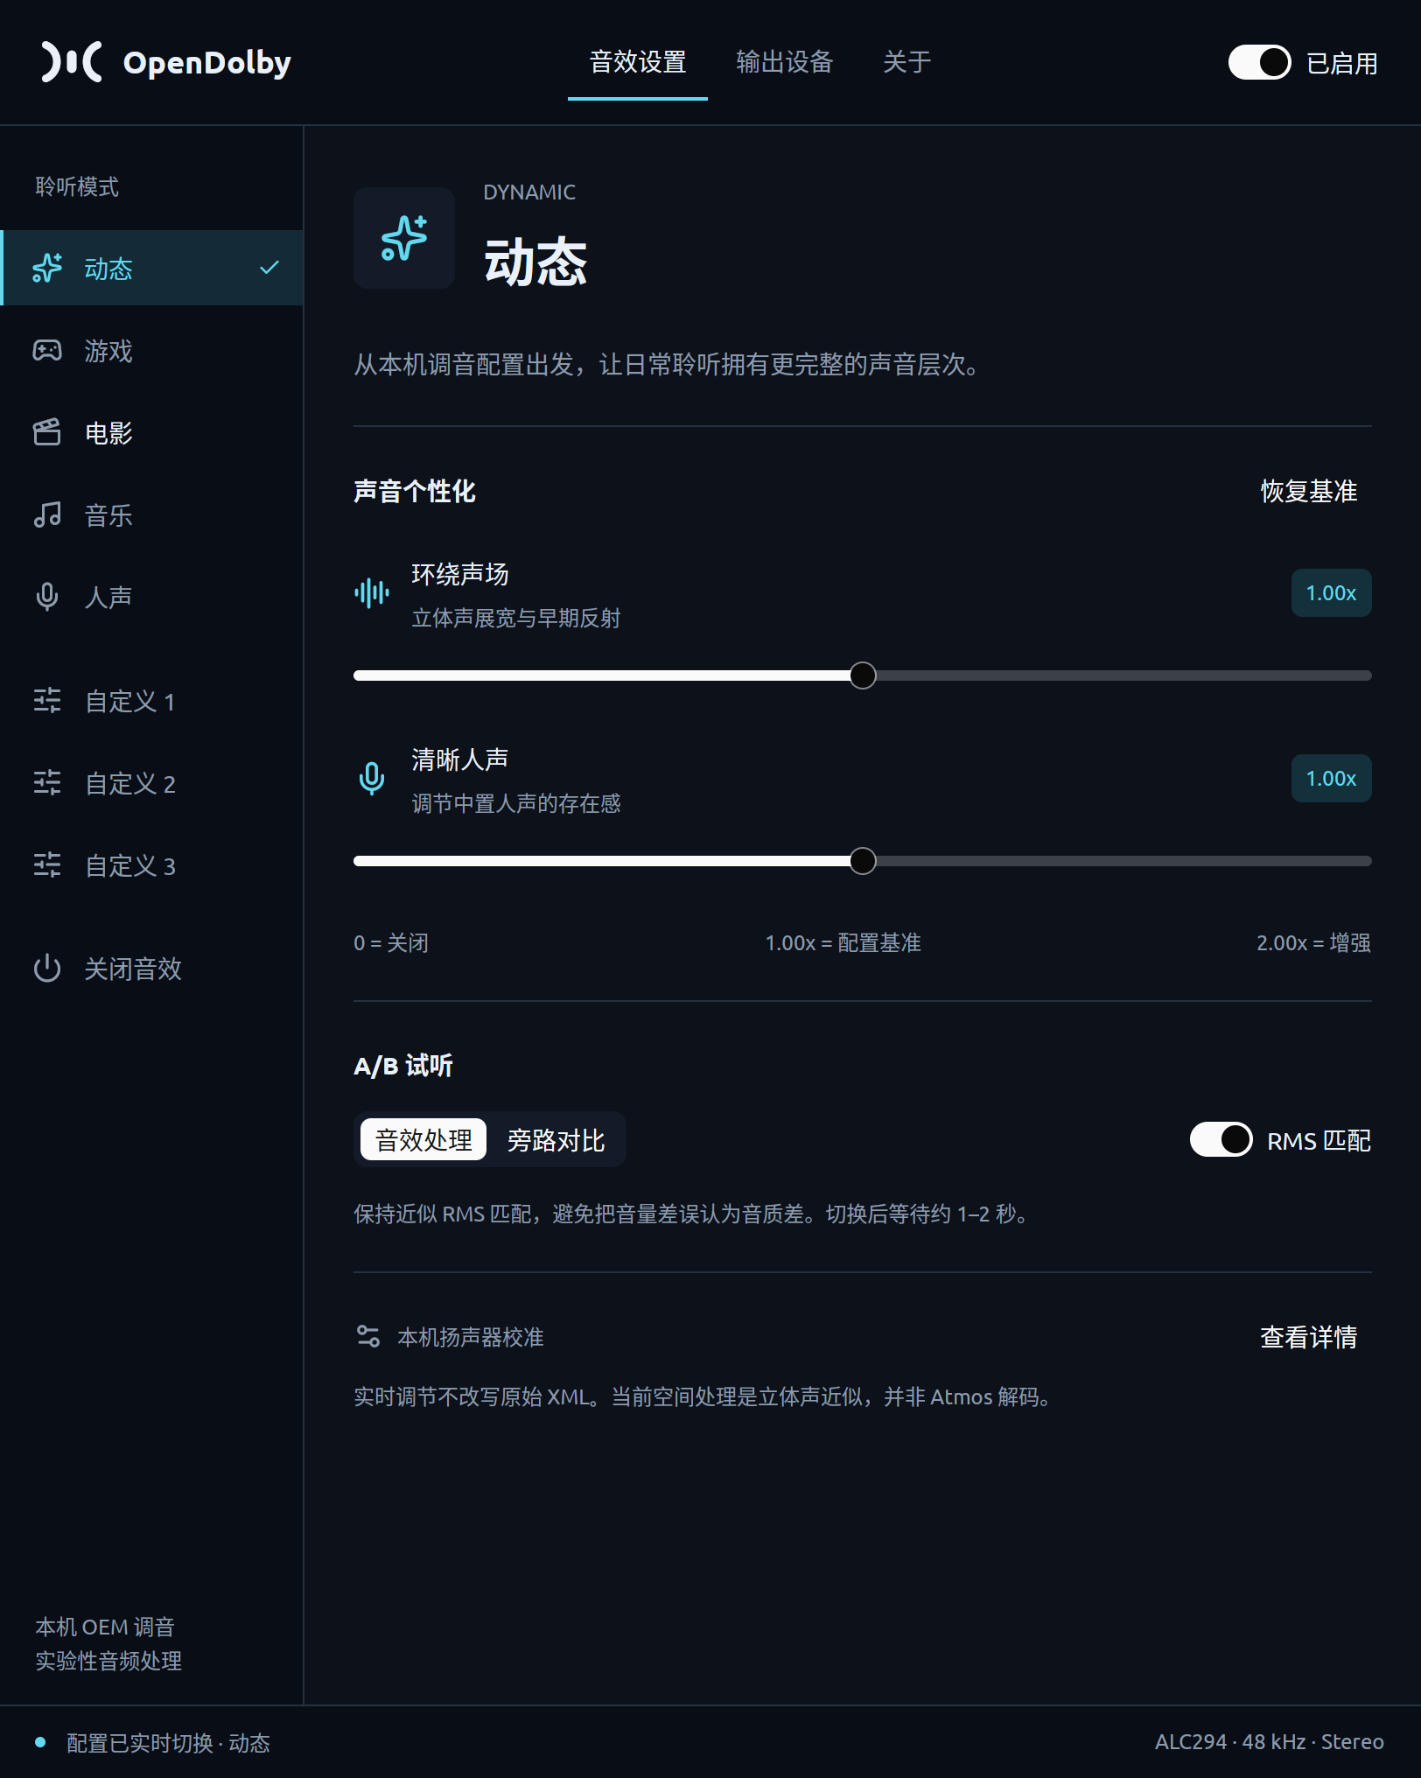 OpenDolby
音效设置
输出设备
关于
已启用
聆听模式
动态
游戏
电影
音乐
人声
自定义 1
自定义 2
自定义 3
关闭音效
本机 OEM 调音
实验性音频处理
DYNAMIC
动态
从本机调音配置出发，让日常聆听拥有更完整的声音层次。
声音个性化
恢复基准
环绕声场
立体声展宽与早期反射
1.00x
清晰人声
调节中置人声的存在感
1.00x
0 = 关闭
1.00x = 配置基准
2.00x = 增强
A/B 试听
音效处理
旁路对比
RMS 匹配
保持近似 RMS 匹配，避免把音量差误认为音质差。切换后等待约 1–2 秒。
本机扬声器校准
查看详情
实时调节不改写原始 XML。当前空间处理是立体声近似，并非 Atmos 解码。
配置已实时切换 · 动态
ALC294 · 48 kHz · Stereo